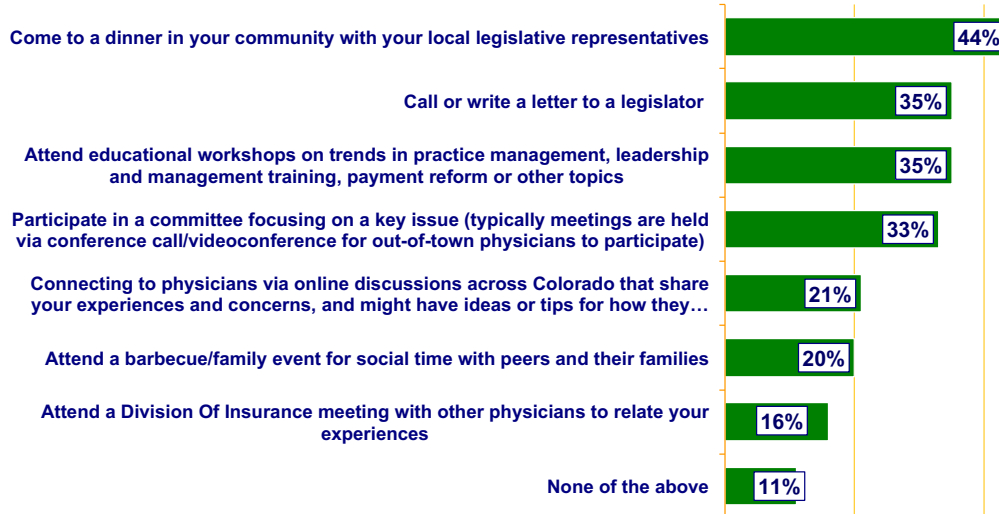 Come to a dinner in your community with your local legislative representatives
44%
Call or write a letter to a legislator
35%
Attend educational workshops on trends in practice management, leadership
and management training, payment reform or other topics
35%
Participate in a committee focusing on a key issue (typically meetings are held
via conference call/videoconference for out-of-town physicians to participate)
33%
Connecting to physicians via online discussions across Colorado that share
your experiences and concerns, and might have ideas or tips for how they…
21%
Attend a barbecue/family event for social time with peers and their families
20%
Attend a Division Of Insurance meeting with other physicians to relate your
experiences
16%
None of the above
11%